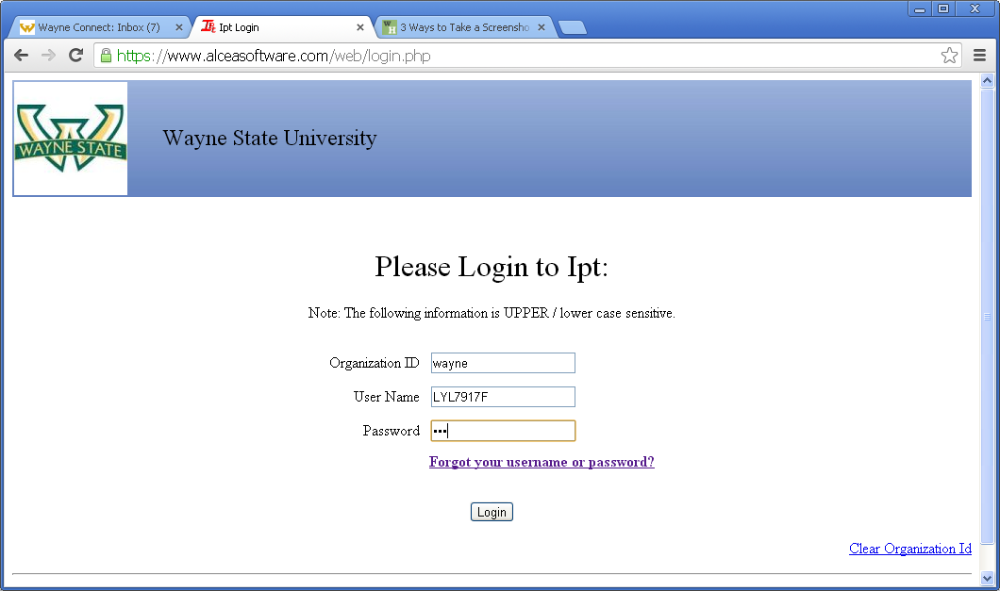 Wayne Connect: Inbox (7)
Ipt Login
3 Ways to Take a Screensho
https://www.alceasoftware.com/web/login.php
WAYNE STATE
Wayne State University
Please Login to Ipt:
Note: The following information is UPPER / lower case sensitive.
Organization ID wayne
User Name LYL7917F
Password •••
Forgot your username or password?
Login
Clear Organization Id